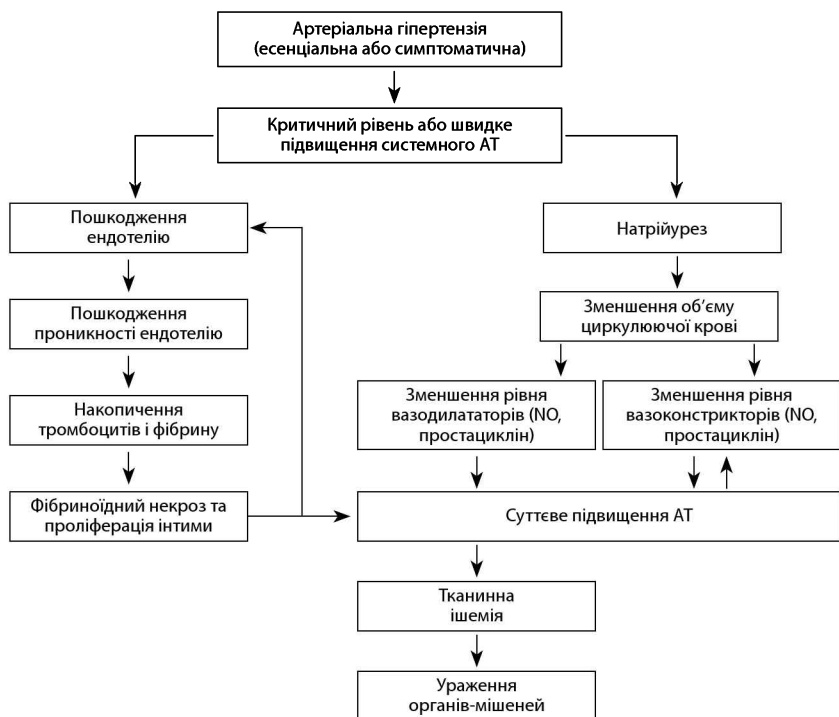 Артеріальна гіпертензія
(есенціальна або симптоматична)
Критичний рівень або швидке
підвищення системного АТ
Пошкодження
ендотелію
Натрійурез
Пошкодження
проникності ендотелію
Зменшення об’єму
циркулюючої крові
Накопичення
тромбоцитів і фібрину
Зменшення рівня
вазодилататорів (NO,
простациклін)
Зменшення рівня
вазоконстрикторів (NO,
простациклін)
Фібриноїдний некроз та
проліферація інтими
Суттєве підвищення АТ
Тканинна
ішемія
Ураження
органів-мішеней